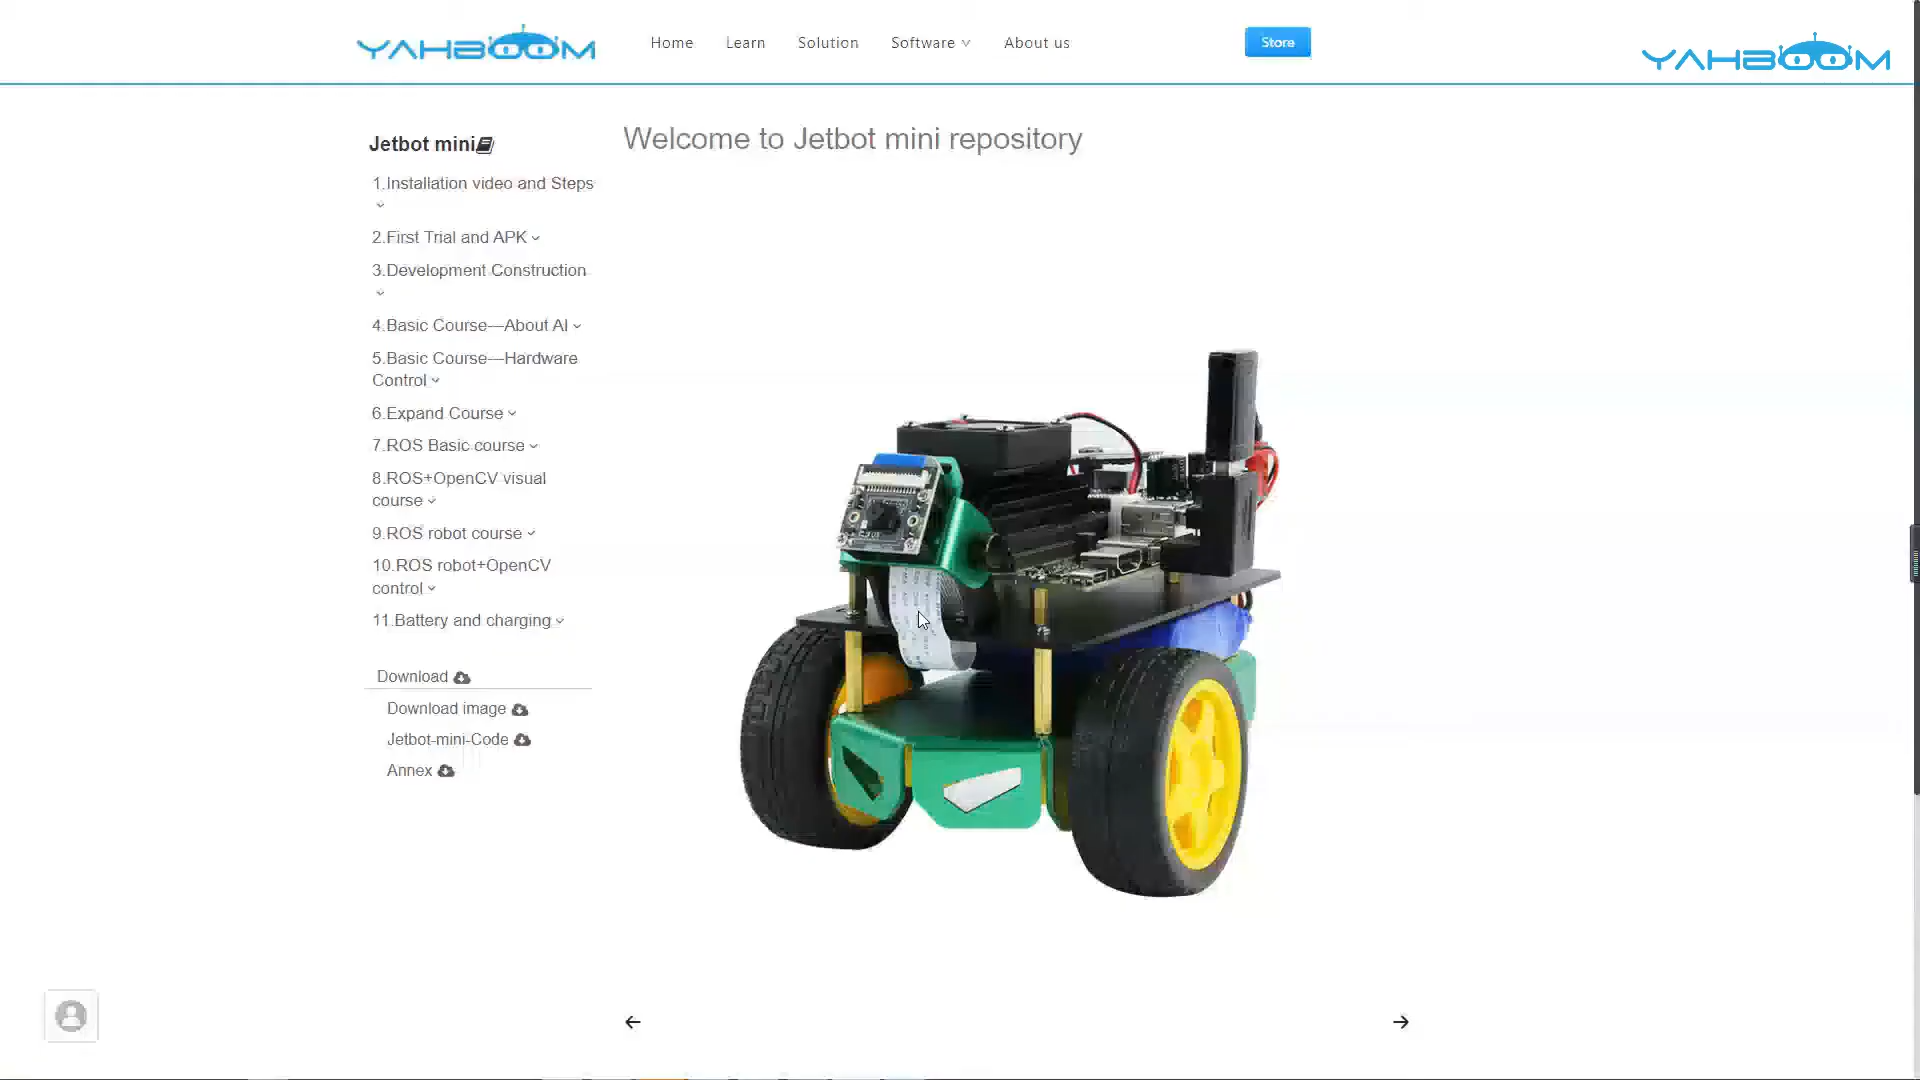 YAHBOOM
Home
Learn
Solution
Software
About us
Store
YAHBOOM
Jetbot mini
Welcome to Jetbot mini repository
1.Installation video and Steps
2.First Trial and APK
3.Development Construction
4.Basic Course---About AI
5.Basic Course---Hardware
Control
6.Expand Course
7.ROS Basic course
8.ROS+OpenCV visual
course
9.ROS robot course
10.ROS robot+OpenCV
control
11.Battery and charging
Download
Download image
Jetbot-mini-Code
Annex